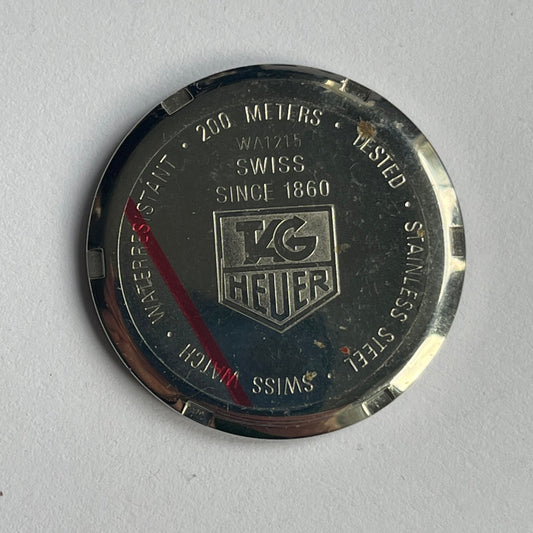 WATERRESISTANT • 200 METERS • TESTED • STAINLESS STEEL • SWISS WATCH •
WA1215
SWISS
SINCE 1860
TAG
HEUER